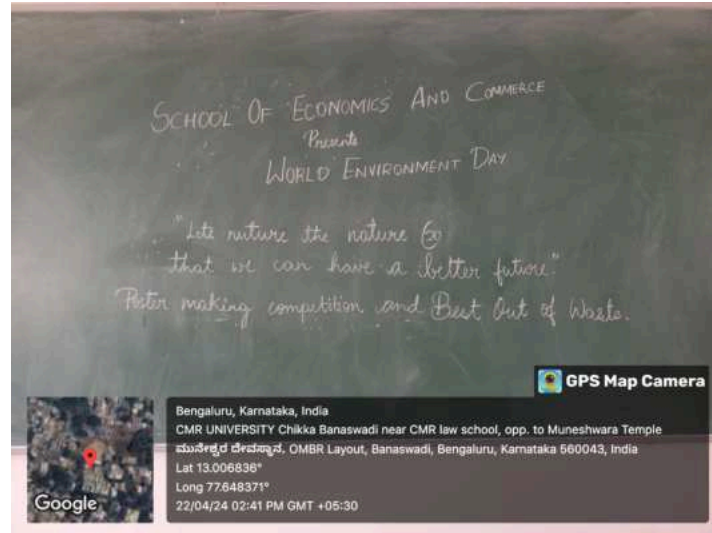 SCHOOL OF ECONOMICS AND COMMERCE
Presents
WORLD ENVIRONMENT DAY
"Lets nuture the nature so
that we can have a better future."
Poster making competition and Best Out of Waste.
GPS Map Camera
Bengaluru, Karnataka, India
CMR UNIVERSITY Chikka Banaswadi near CMR law school, opp. to Muneshwara Temple
ಮುನೇಶ್ವರ ದೇವಸ್ಥಾನ, OMBR Layout, Banaswadi, Bengaluru, Karnataka 560043, India
Lat 13.006836°
Long 77.648371°
22/04/24 02:41 PM GMT +05:30
Google